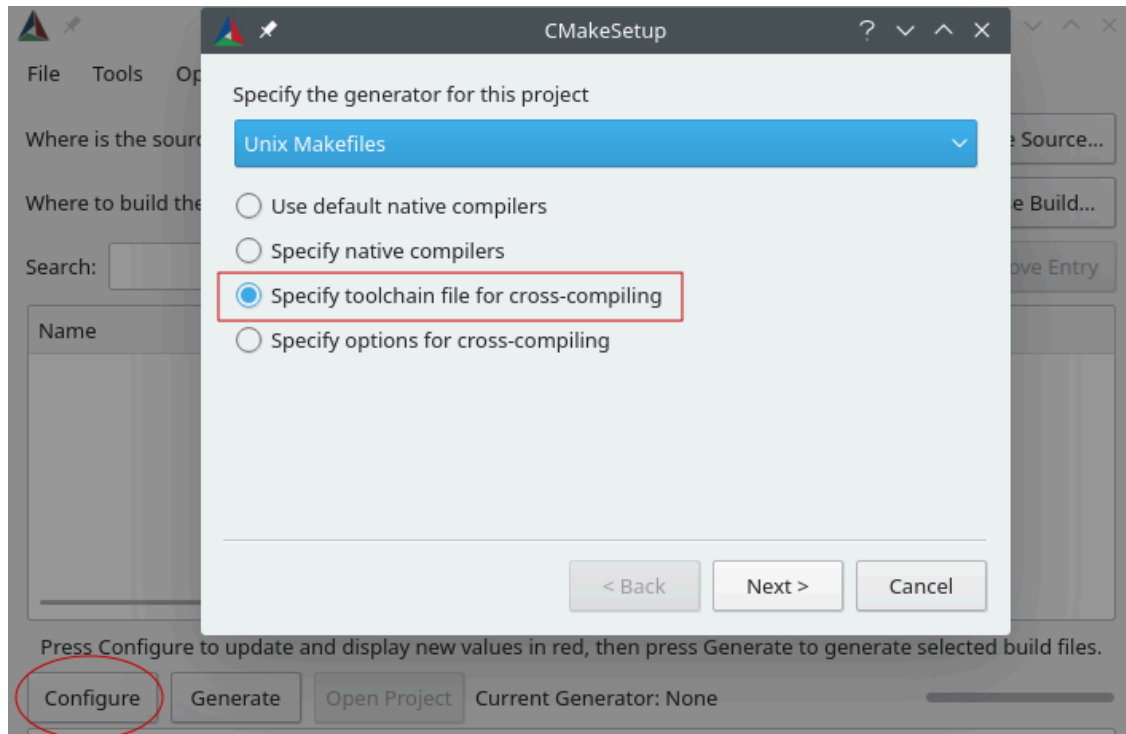 CMakeSetup
File Tools Op
Specify the generator for this project
Where is the sourc Unix Makefiles e Source...
Where to build the Use default native compilers e Build...
Specify native compilers
Search: ove Entry
Specify toolchain file for cross-compiling
Name Specify options for cross-compiling
< Back Next > Cancel
Press Configure to update and display new values in red, then press Generate to generate selected build files.
Configure Generate Open Project Current Generator: None